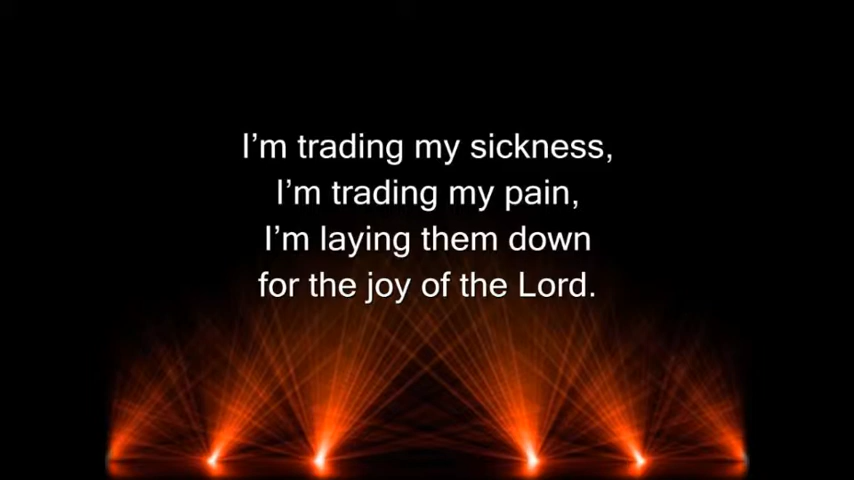 I'm trading my sickness,
I'm trading my pain,
I'm laying them down
for the joy of the Lord.